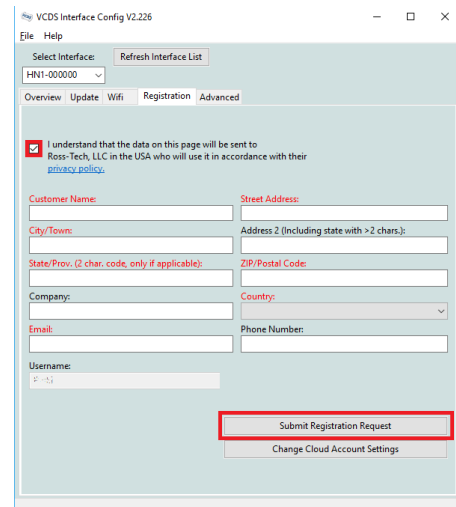 VCDS Interface Config V2.226
File Help
Select Interface: Refresh Interface List
HN1-000000
Overview Update Wifi Registration Advanced
I understand that the data on this page will be sent to
Ross-Tech, LLC in the USA who will use it in accordance with their
privacy policy.
Customer Name: Street Address:
City/Town: Address 2 (Including state with >2 chars.):
State/Prov. (2 char. code, only if applicable): ZIP/Postal Code:
Company: Country:
Email: Phone Number:
Username:
Submit Registration Request
Change Cloud Account Settings